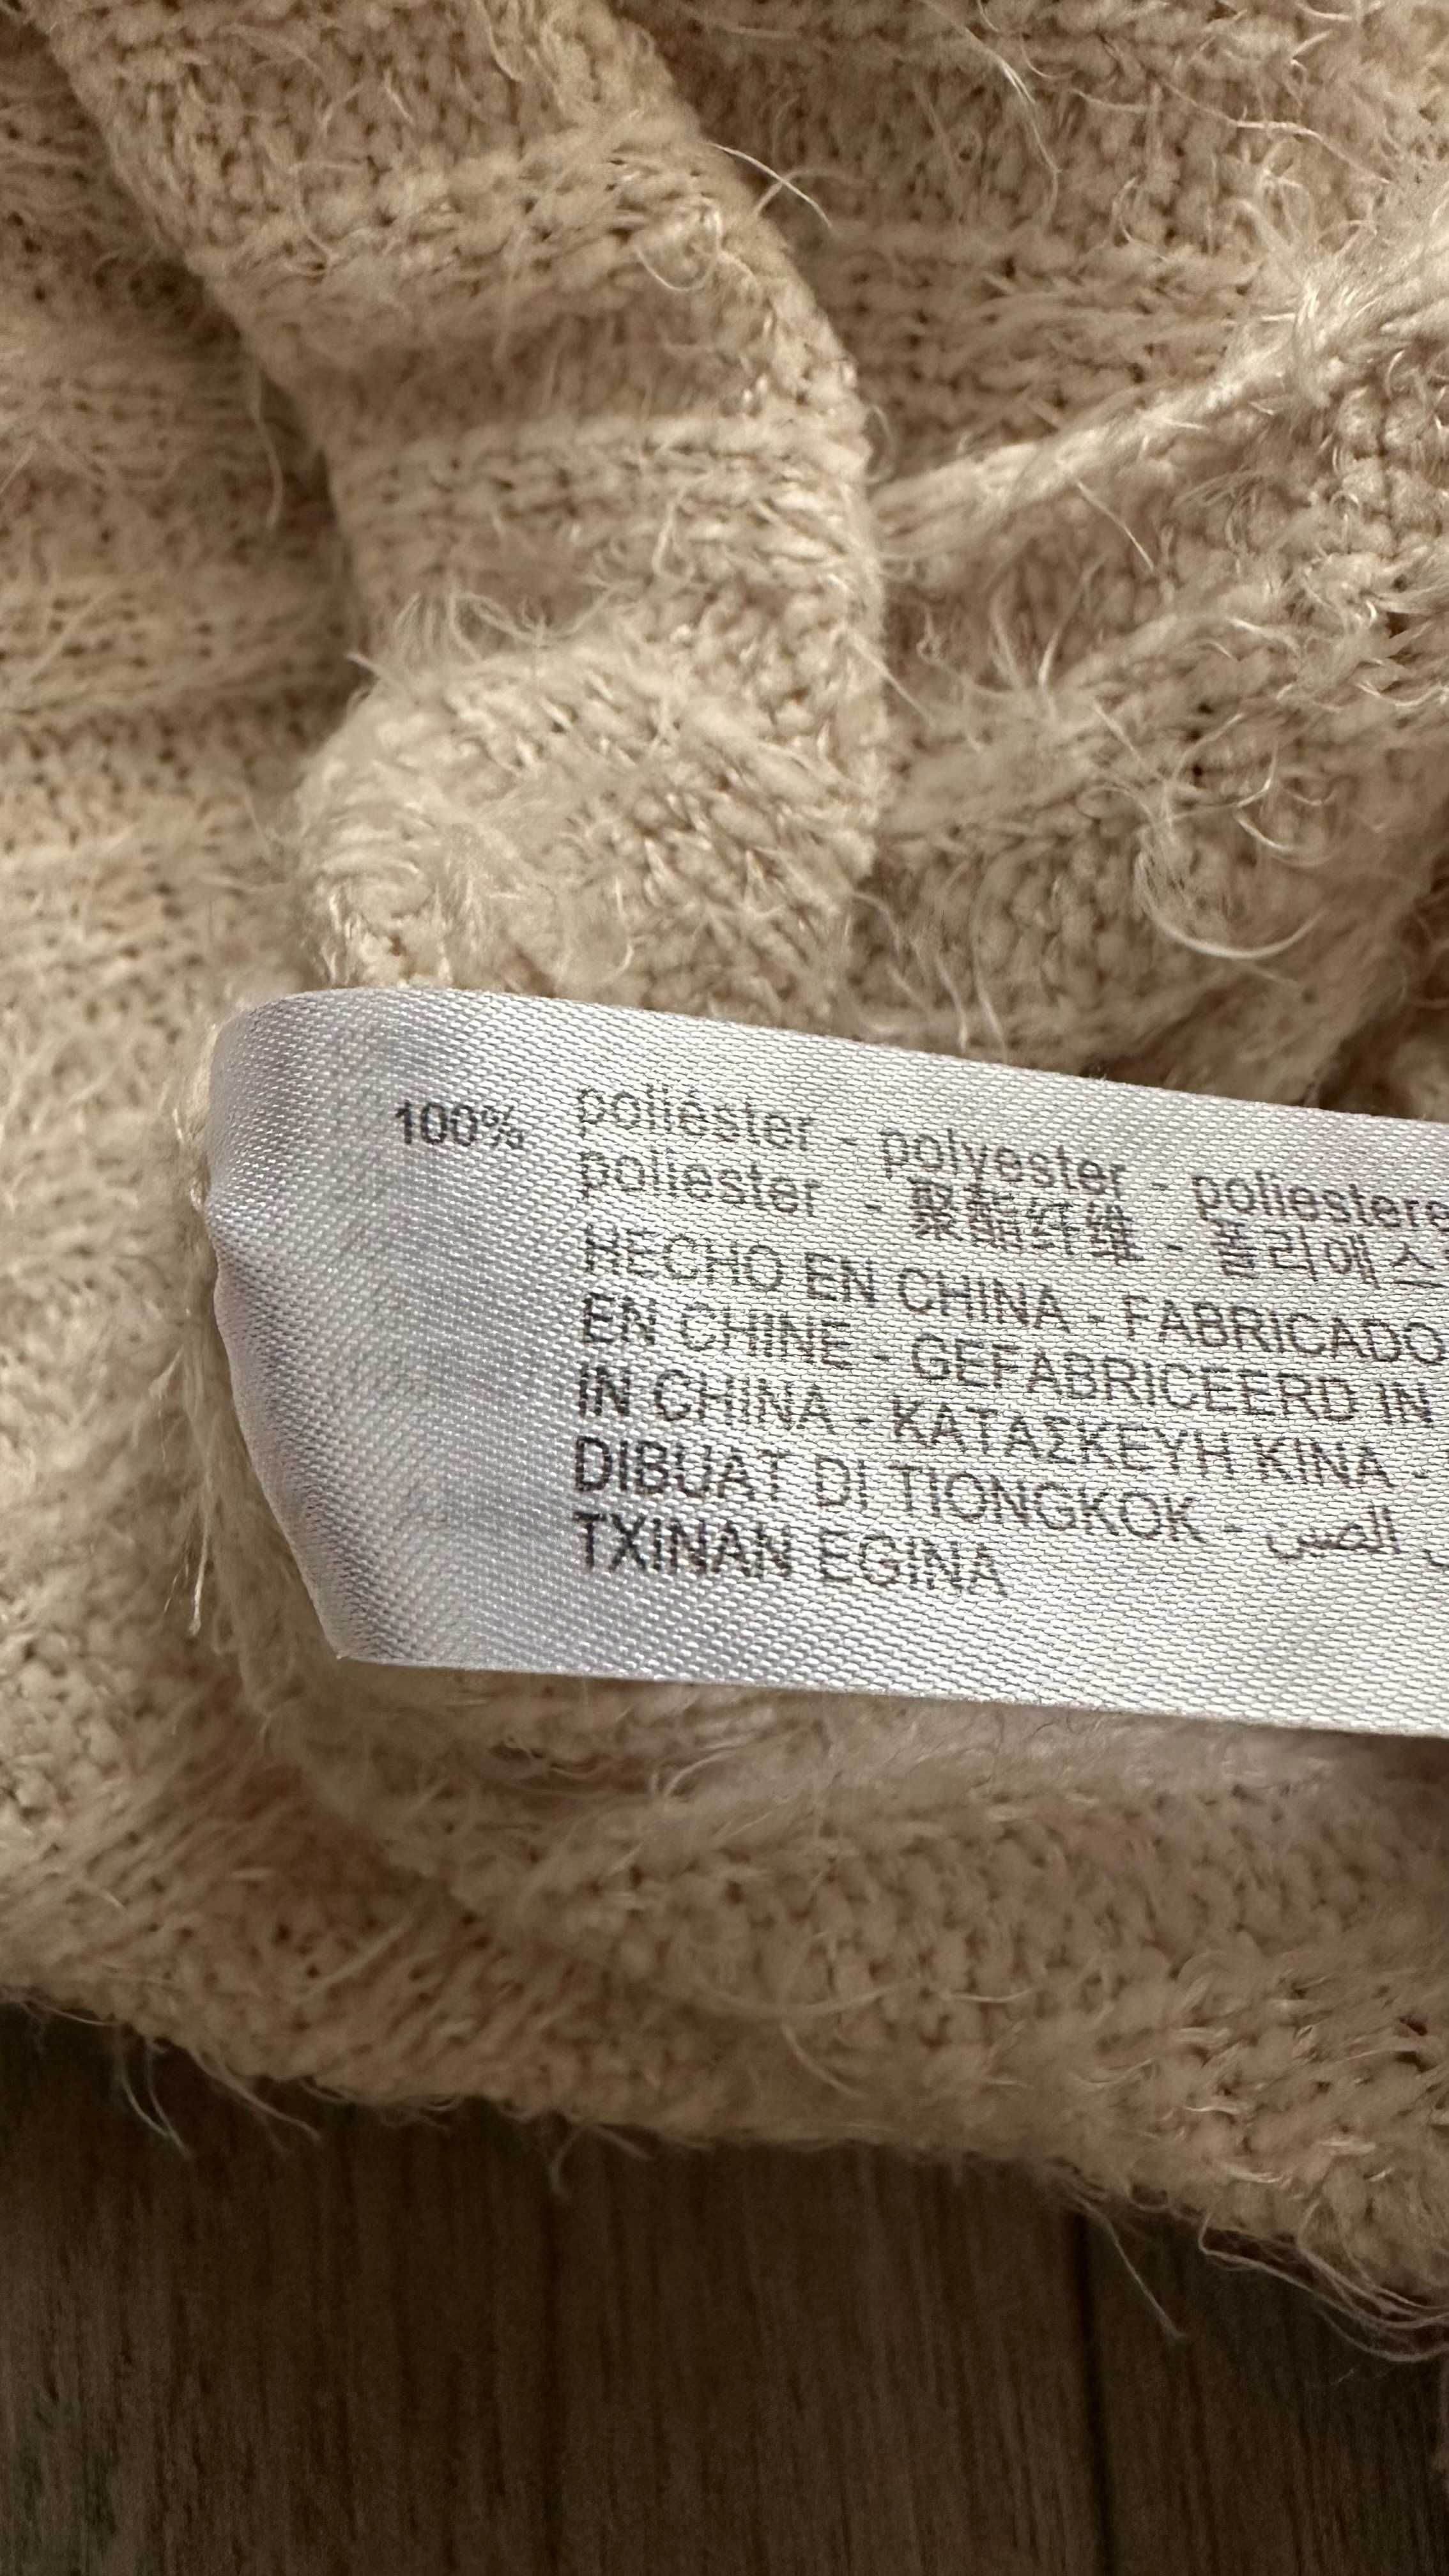 100% poliéster - polyester - poliestere
poliester - 聚酯纤维 - 폴리에스
HECHO EN CHINA - FABRICADO
EN CHINE - GEFABRICEERD IN
IN CHINA - ΚΑΤΑΣΚΕΥΗ ΚΙΝΑ -
DIBUAT DI TIONGKOK - الصين
TXINAN EGINA